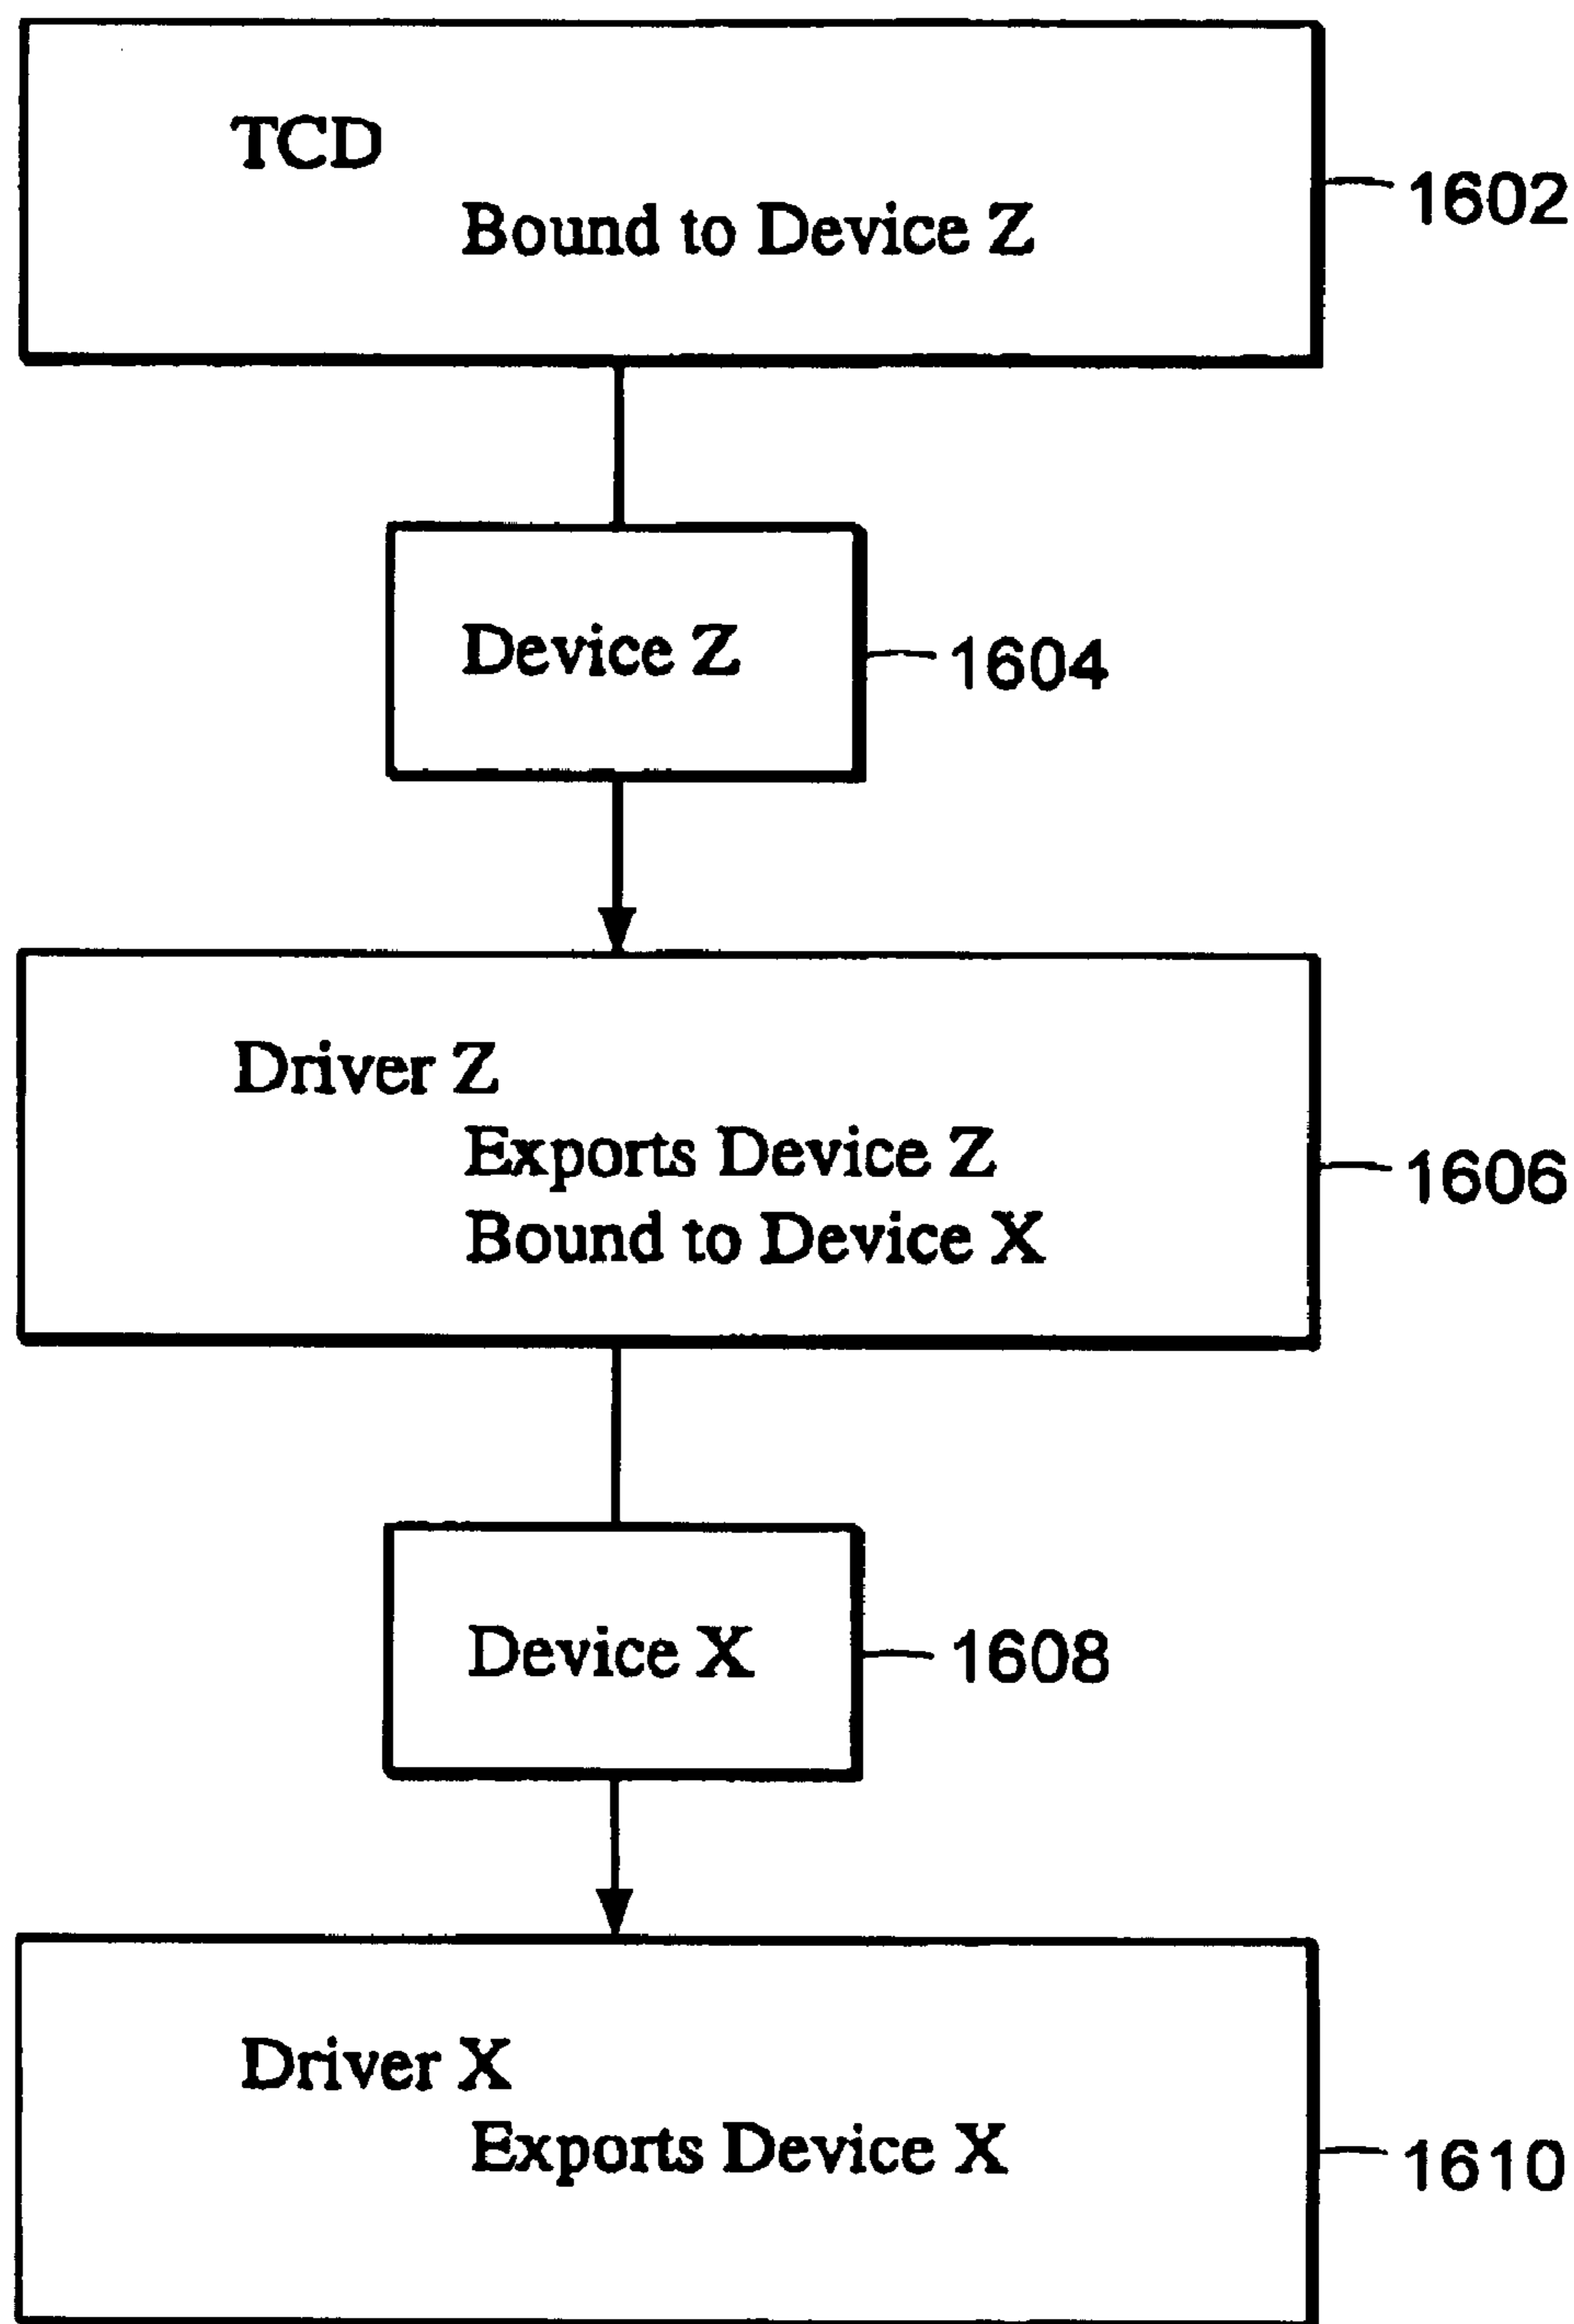 TCD
Bound to Device Z
1602
Device Z
1604
Driver Z
Exports Device Z
Bound to Device X
1606
Device X
1608
Driver X
Exports Device X
1610